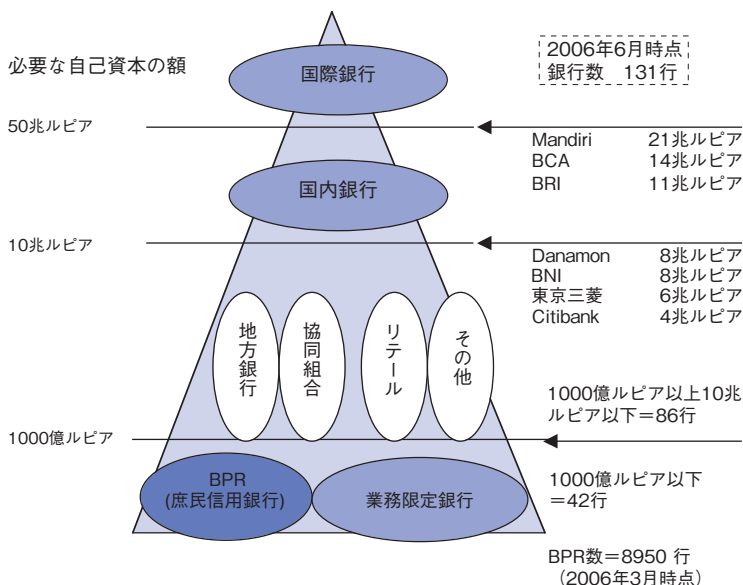 必要な自己資本の額
国際銀行
2006年6月時点
銀行数 131行
50兆ルピア
Mandiri 21兆ルピア
BCA 14兆ルピア
BRI 11兆ルピア
国内銀行
10兆ルピア
Danamon 8兆ルピア
BNI 8兆ルピア
東京三菱 6兆ルピア
Citibank 4兆ルピア
地方銀行
協同組合
リテール
その他
1000億ルピア以上10兆
ルピア以下＝86行
1000億ルピア
BPR
(庶民信用銀行)
業務限定銀行
1000億ルピア以下
＝42行
BPR数＝8950 行
（2006年3月時点）